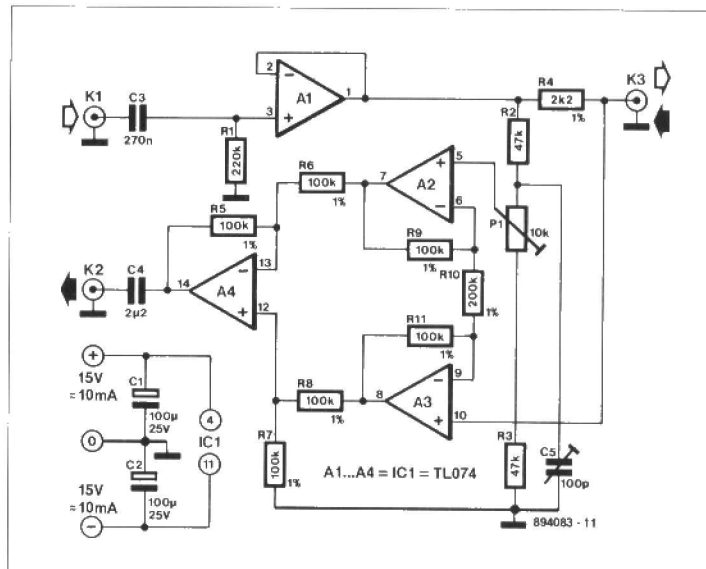 K1
C3
270n
R1
220k
2
−
3
+
A1
1
R4
2k2
1%
K3
R2
47k
R6
100k
1%
7
A2
+
5
−
6
P1
10k
R5
100k
1%
R9
100k
1%
R10
200k
1%
K2
C4
2µ2
14
A4
−
13
+
12
R11
100k
1%
R8
100k
1%
8
A3
−
9
+
10
R7
100k
1%
R3
47k
C5
100p
+
15V
≈10mA
C1
100µ
25V
4
IC1
11
0
C2
100µ
25V
15V
≈10mA
−
A1...A4 = IC1 = TL074
894083 - 11